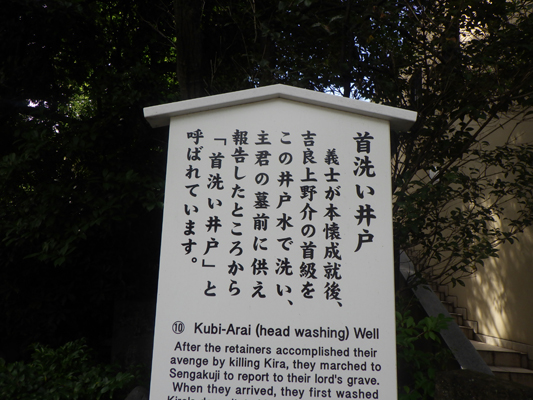 首洗い井戸
義士が本懐成就後、
吉良上野介の首級を
この井戸水で洗い、
主君の墓前に供え
報告したところから
「首洗い井戸」と
呼ばれています。
⑩ Kubi-Arai (head washing) Well
After the retainers accomplished their
avenge by killing Kira, they marched to
Sengakuji to report to their lord's grave.
When they arrived, they first washed